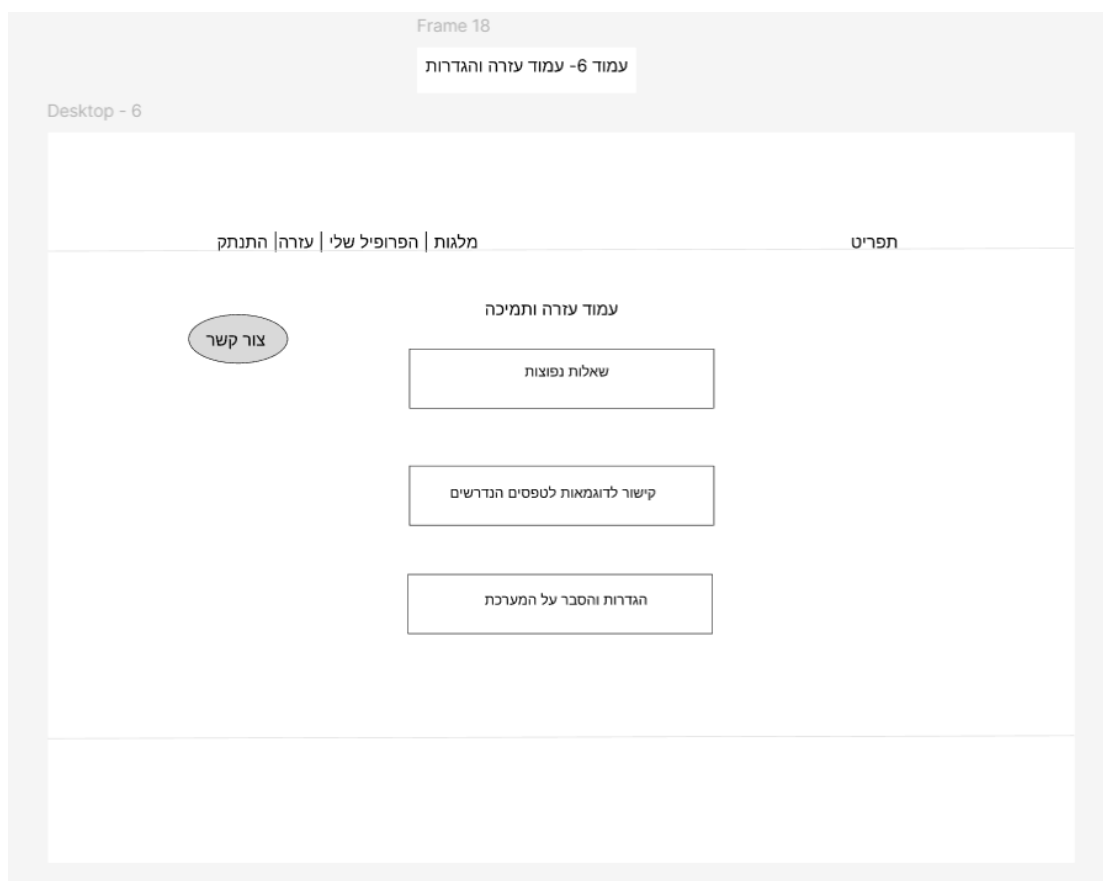 Frame 18
עמוד 6- עמוד עזרה והגדרות
Desktop - 6
תפריט
מלגות | הפרופיל שלי | עזרה| התנתק
עמוד עזרה ותמיכה
צור קשר
שאלות נפוצות
קישור לדוגמאות לטפסים הנדרשים
הגדרות והסבר על המערכת